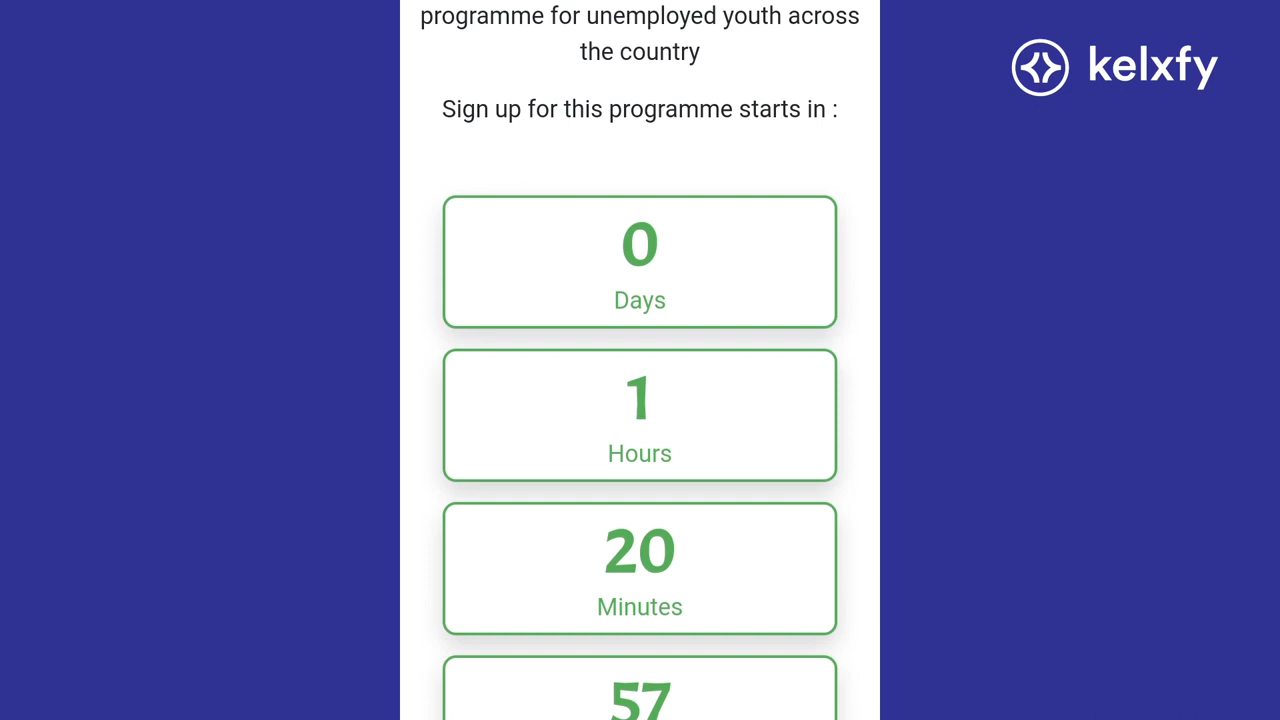 programme for unemployed youth across
the country
kelxfy
Sign up for this programme starts in :
0
Days
1
Hours
20
Minutes
57